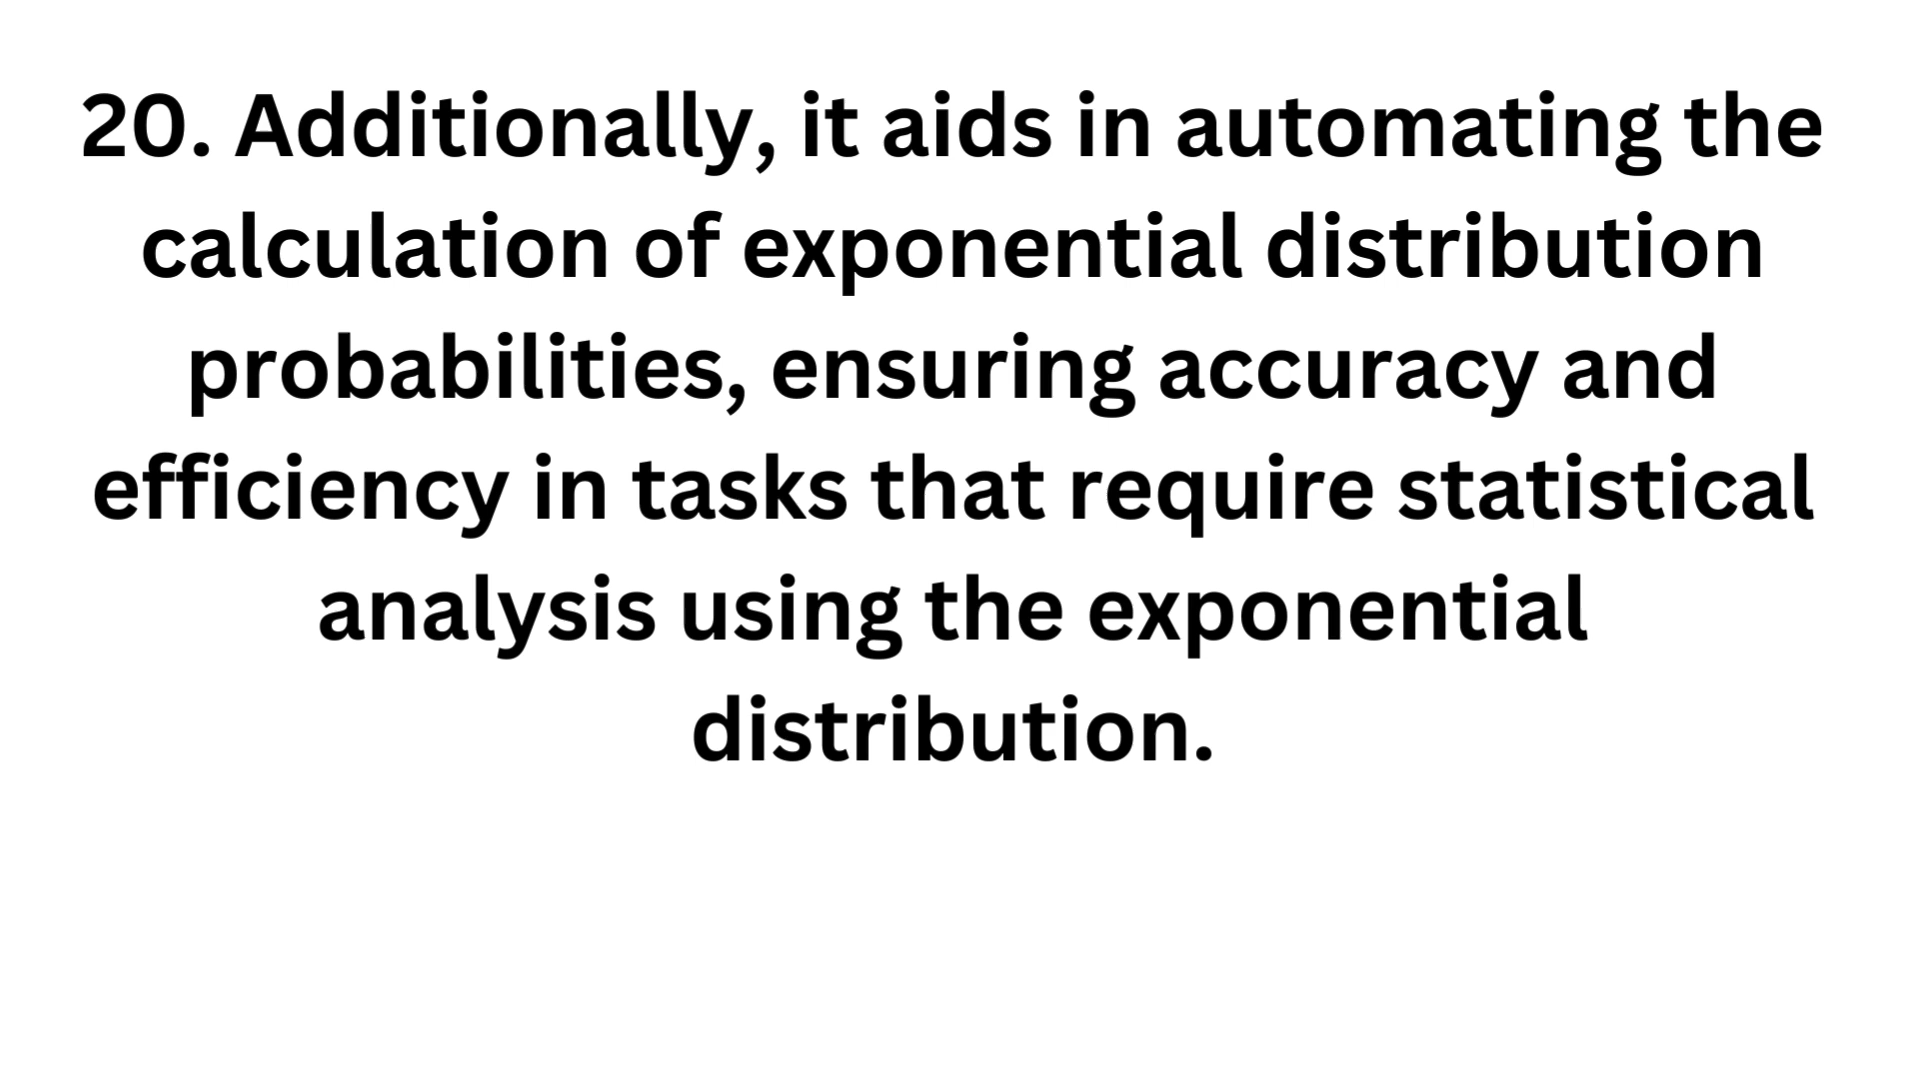 20. Additionally, it aids in automating the
calculation of exponential distribution
probabilities, ensuring accuracy and
efficiency in tasks that require statistical
analysis using the exponential
distribution.